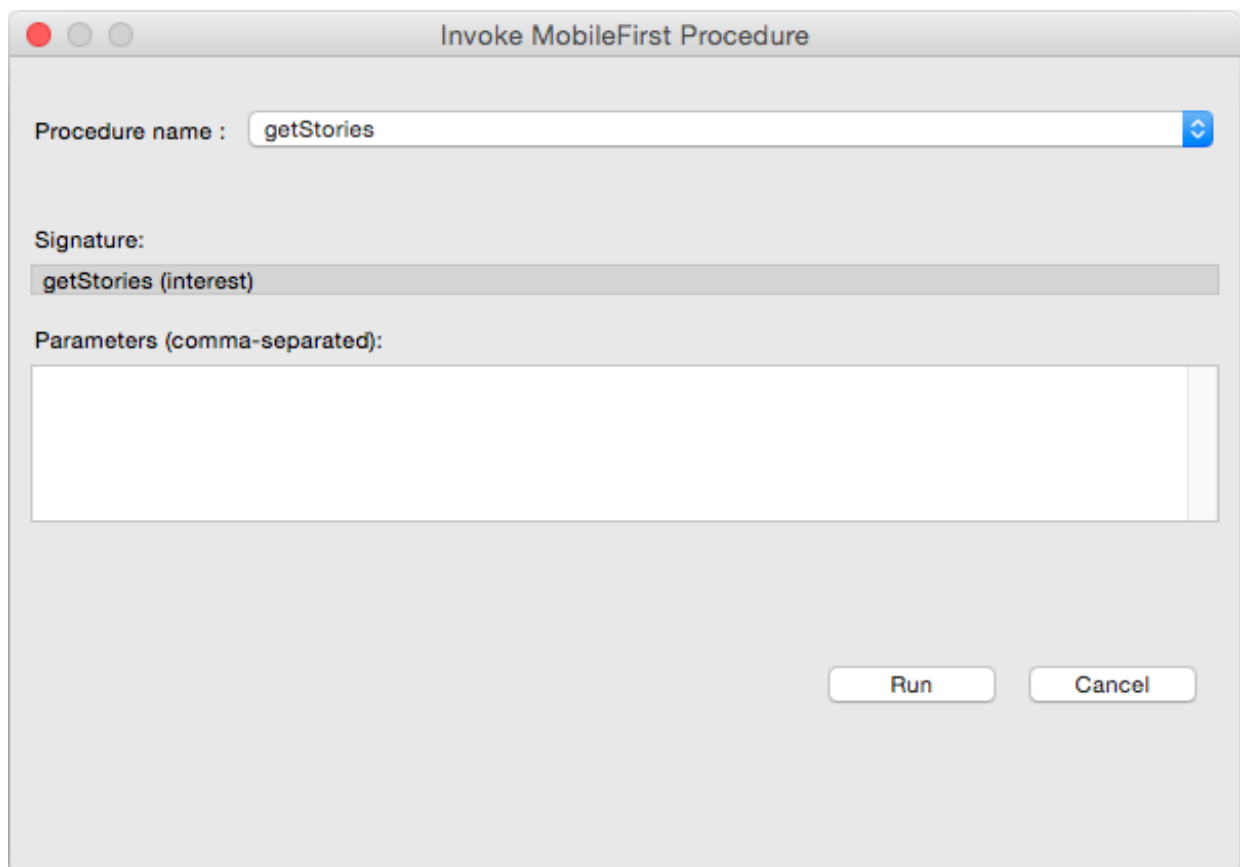 Invoke MobileFirst Procedure
Procedure name : getStories
Signature:
getStories (interest)
Parameters (comma-separated):
Run Cancel